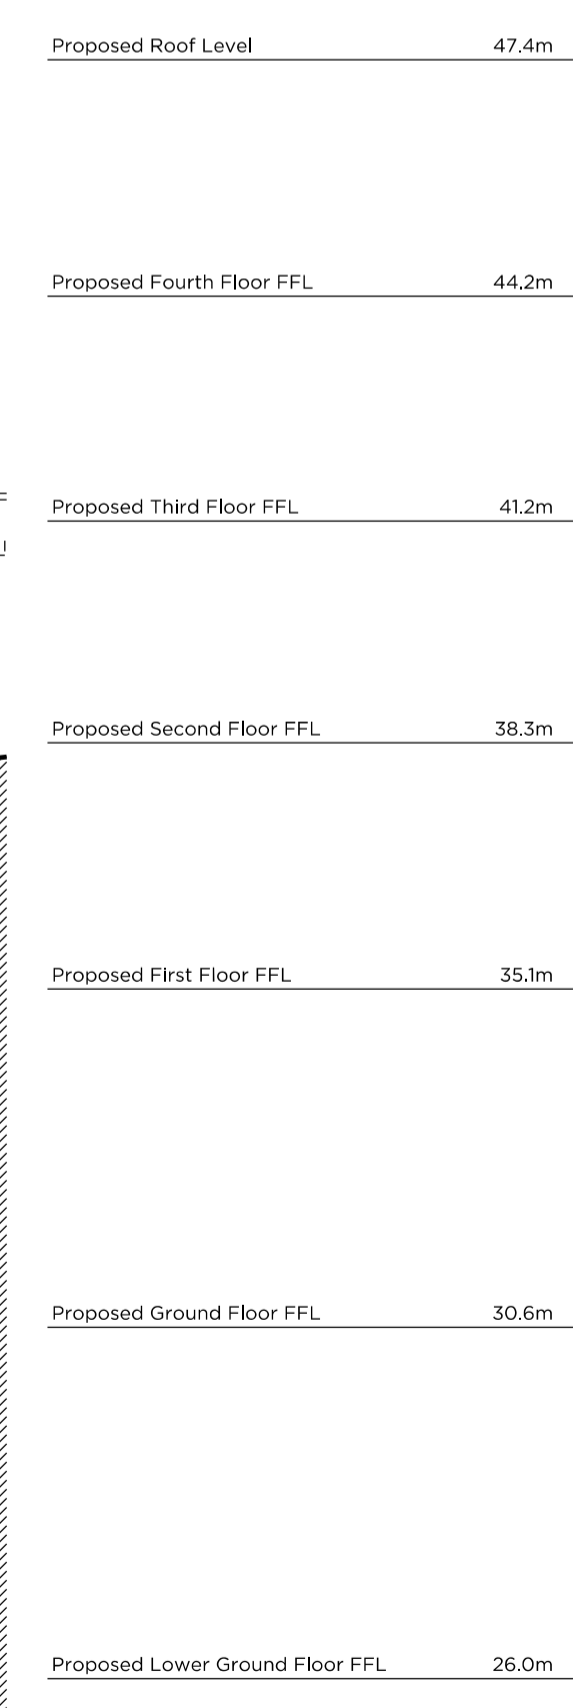 Proposed Roof Level 47.4m
Proposed Fourth Floor FFL 44.2m
Proposed Third Floor FFL 41.2m
Proposed Second Floor FFL 38.3m
Proposed First Floor FFL 35.1m
Proposed Ground Floor FFL 30.6m
Proposed Lower Ground Floor FFL 26.0m